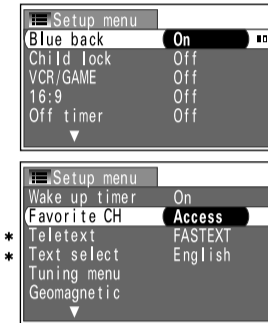 Setup menu
Blue back On
Child lock Off
VCR/GAME Off
16:9 Off
Off timer Off
▼
Setup menu
Wake up timer On
Favorite CH Access
* Teletext FASTEXT
* Text select English
Tuning menu
Geomagnetic
▼